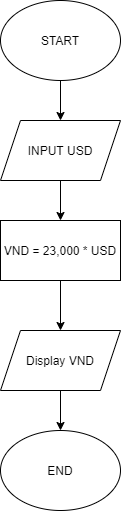 START
INPUT USD
VND = 23,000 * USD
Display VND
END